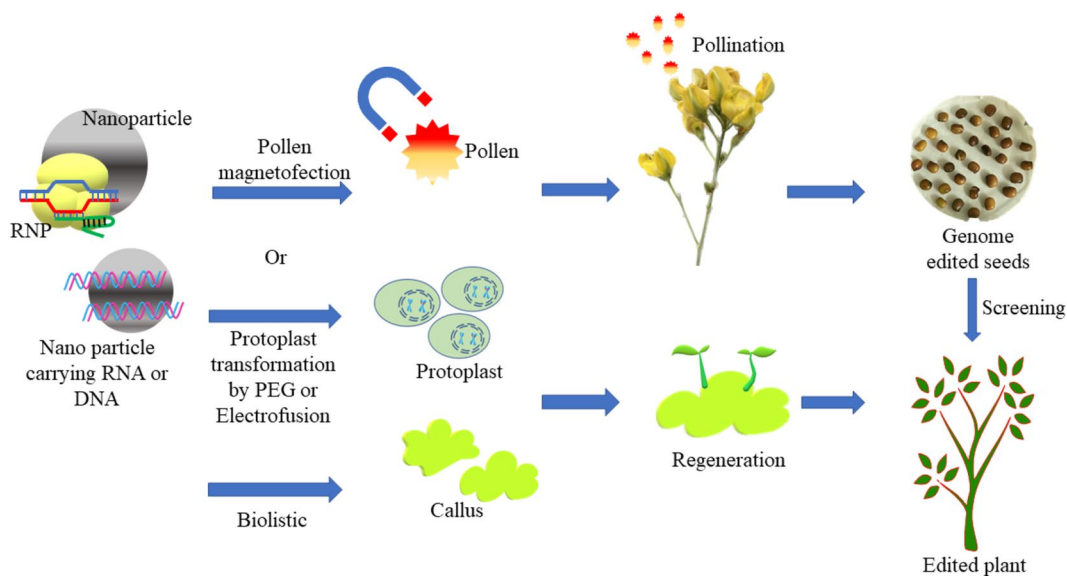 Nanoparticle
RNP
Nano particle
carrying RNA or
DNA
Pollen
magnetofection
Or
Protoplast
transformation
by PEG or
Electrofusion
Biolistic
Pollen
Protoplast
Callus
Pollination
Regeneration
Genome
edited seeds
Screening
Edited plant